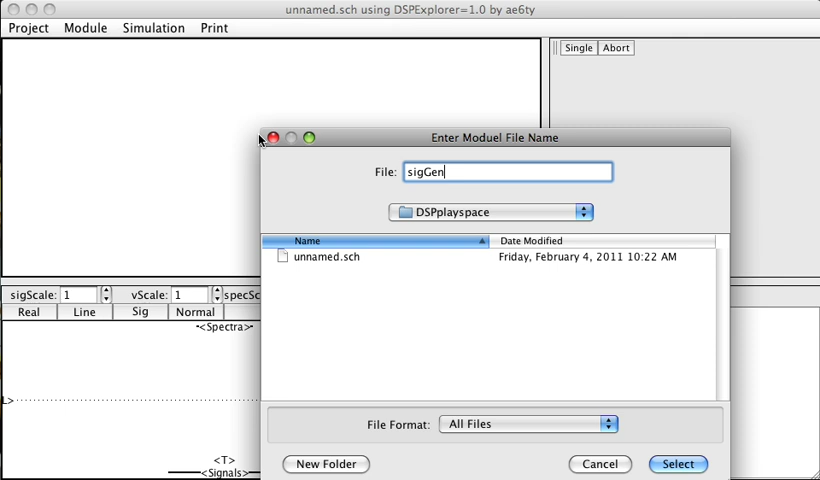 unnamed.sch using DSPExplorer=1.0 by ae6ty
Project Module Simulation Print
Single Abort
Enter Moduel File Name
File: sigGen
DSPplayspace
Name Date Modified
unnamed.sch Friday, February 4, 2011 10:22 AM
sigScale: 1 vScale: 1 specSc
Real Line Sig Normal
-<Spectra>-
L>
File Format: All Files
<T>
<Signals>
New Folder Cancel Select